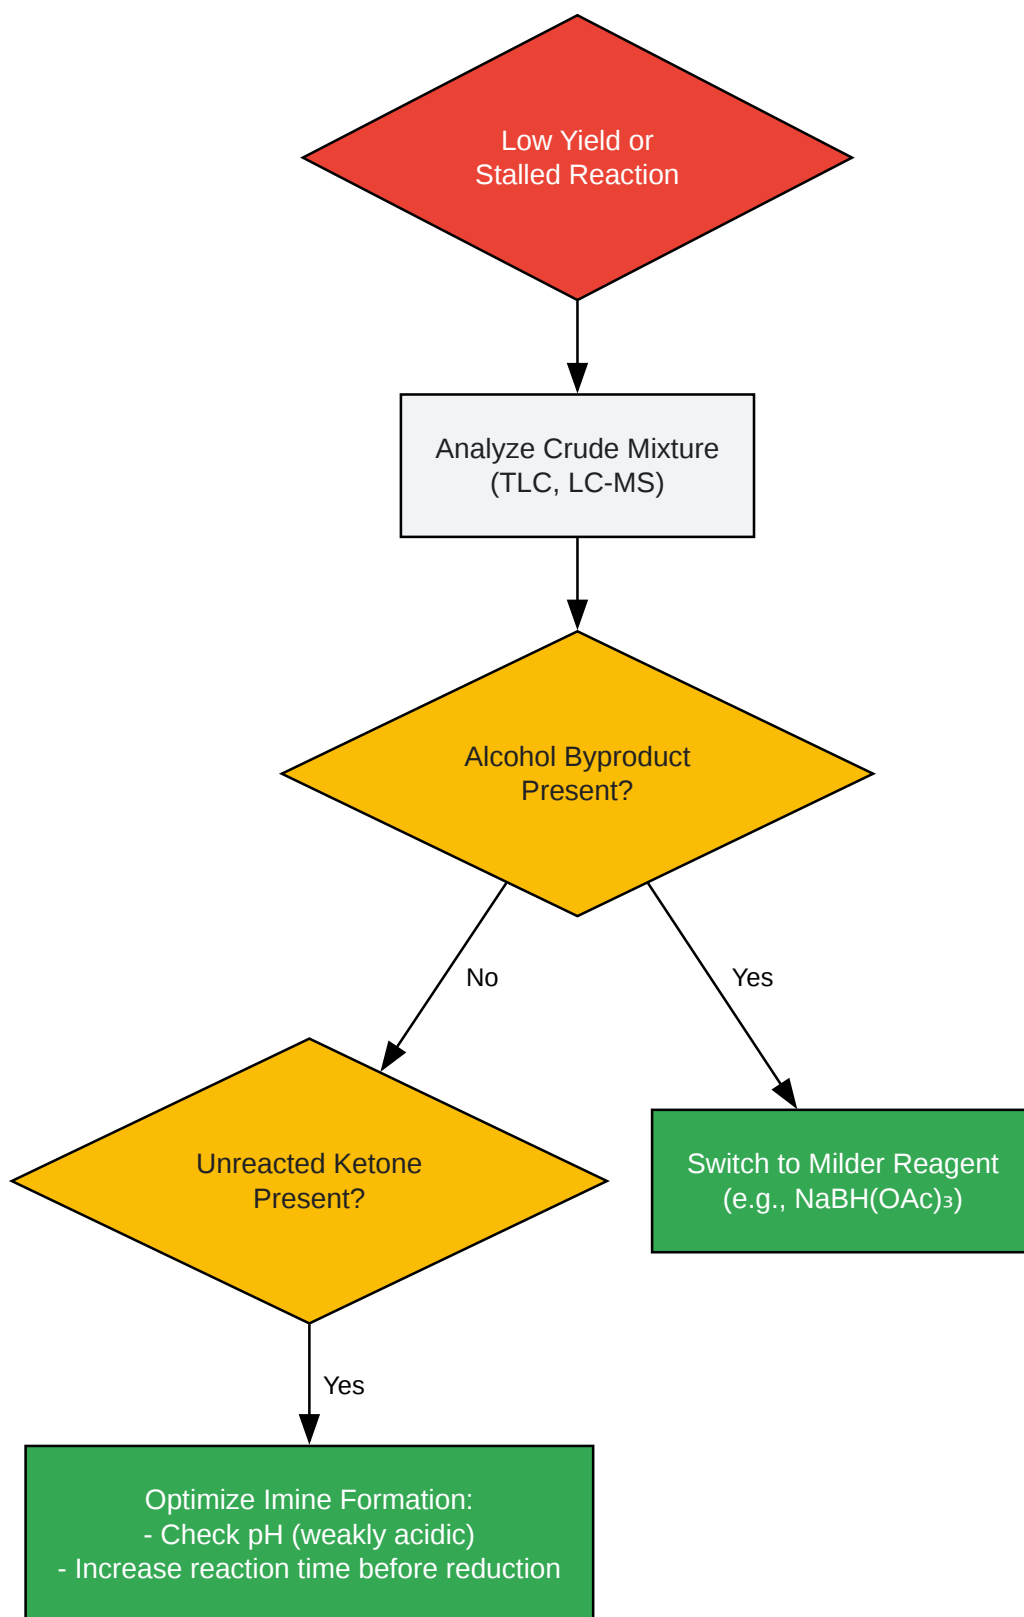 Low Yield or
Stalled Reaction
Analyze Crude Mixture
(TLC, LC-MS)
Alcohol Byproduct
Present?
No
Yes
Unreacted Ketone
Present?
Switch to Milder Reagent
(e.g., NaBH(OAc)₃)
Yes
Optimize Imine Formation:
- Check pH (weakly acidic)
- Increase reaction time before reduction